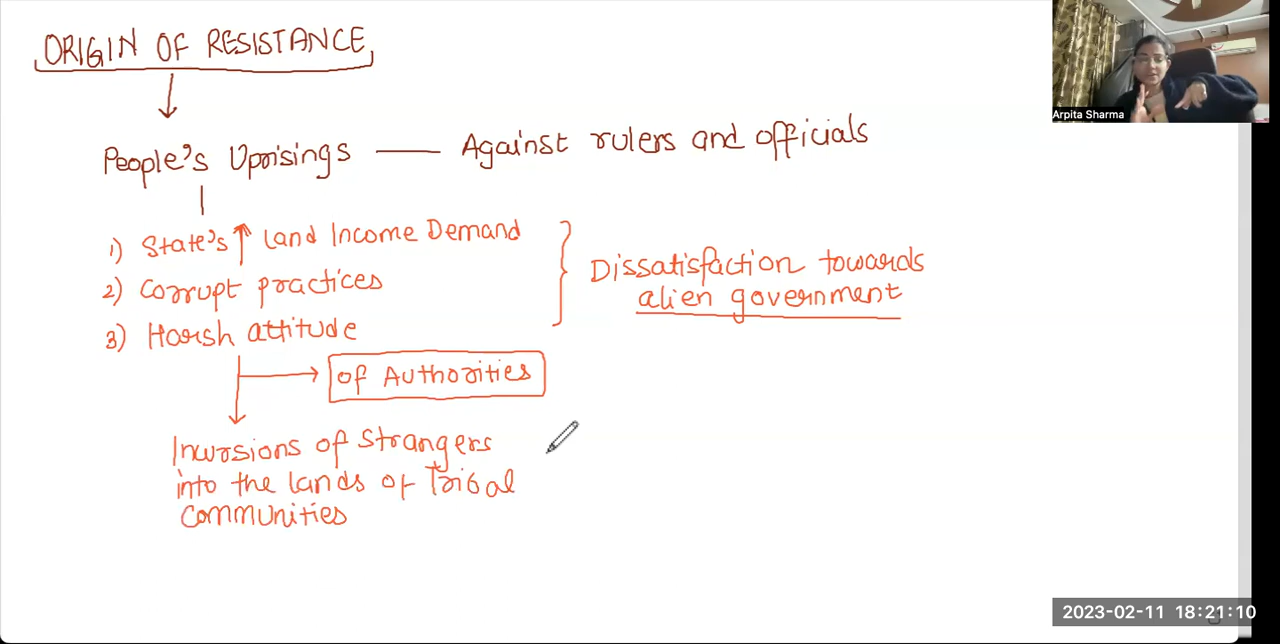 ORIGIN OF RESISTANCE
People's Uprisings — Against rulers and officials
1) State's ↑ Land Income Demand
2) Corrupt practices
3) Harsh attitude
Dissatisfaction towards
alien government
of Authorities
Incursions of Strangers
into the lands of Tribal
communities
Arpita Sharma
2023-02-11 18:21:10